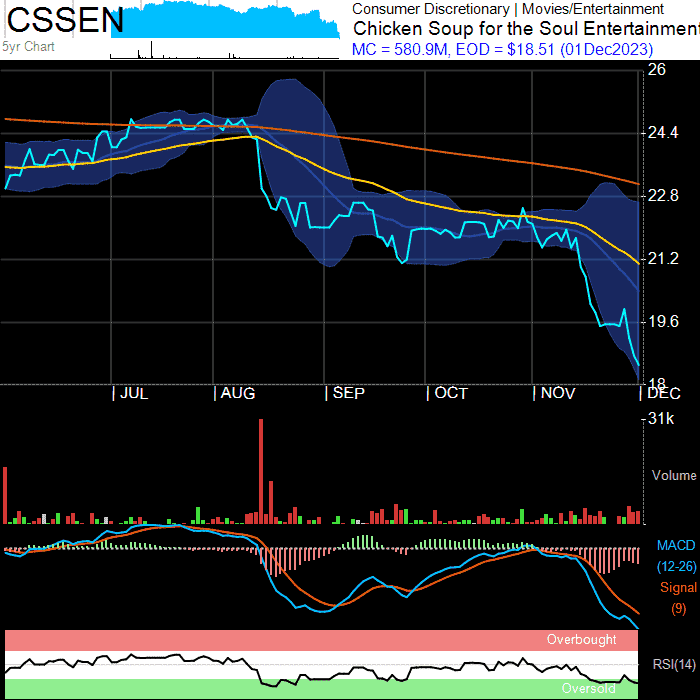 CSSEN
Consumer Discretionary | Movies/Entertainment
Chicken Soup for the Soul Entertainment
5yr Chart
MC = 580.9M, EOD = $18.51 (01Dec2023)
26
24.4
22.8
21.2
19.6
18
JUL
AUG
SEP
OCT
NOV
DEC
31k
Volume
MACD
(12-26)
Signal
(9)
Overbought
RSI(14)
Oversold